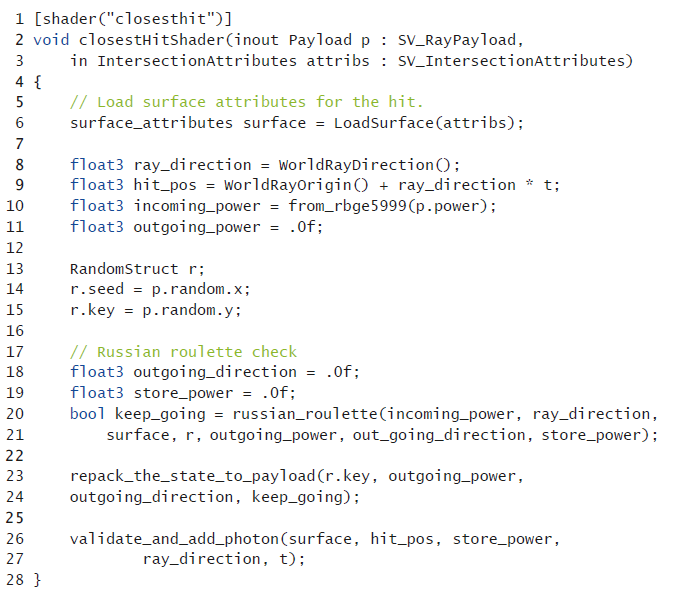 1 [shader("closesthit")]
2 void closestHitShader(inout Payload p : SV_RayPayload,
3     in IntersectionAttributes attribs : SV_IntersectionAttributes)
4 {
5     // Load surface attributes for the hit.
6     surface_attributes surface = LoadSurface(attribs);
7
8     float3 ray_direction = WorldRayDirection();
9     float3 hit_pos = WorldRayOrigin() + ray_direction * t;
10     float3 incoming_power = from_rbge5999(p.power);
11     float3 outgoing_power = .0f;
12
13     RandomStruct r;
14     r.seed = p.random.x;
15     r.key = p.random.y;
16
17     // Russian roulette check
18     float3 outgoing_direction = .0f;
19     float3 store_power = .0f;
20     bool keep_going = russian_roulette(incoming_power, ray_direction,
21         surface, r, outgoing_power, out_going_direction, store_power);
22
23     repack_the_state_to_payload(r.key, outgoing_power,
24     outgoing_direction, keep_going);
25
26     validate_and_add_photon(surface, hit_pos, store_power,
27             ray_direction, t);
28 }